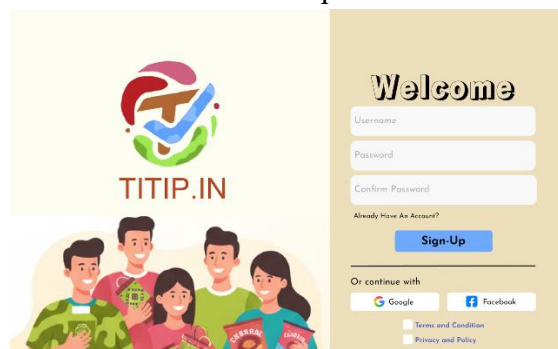 TITIP.IN
Welcome
Username
Password
Confirm Password
Already Have An Account?
Sign-Up
Or continue with
Google
Facebook
Terms and Condition
Privacy and Policy